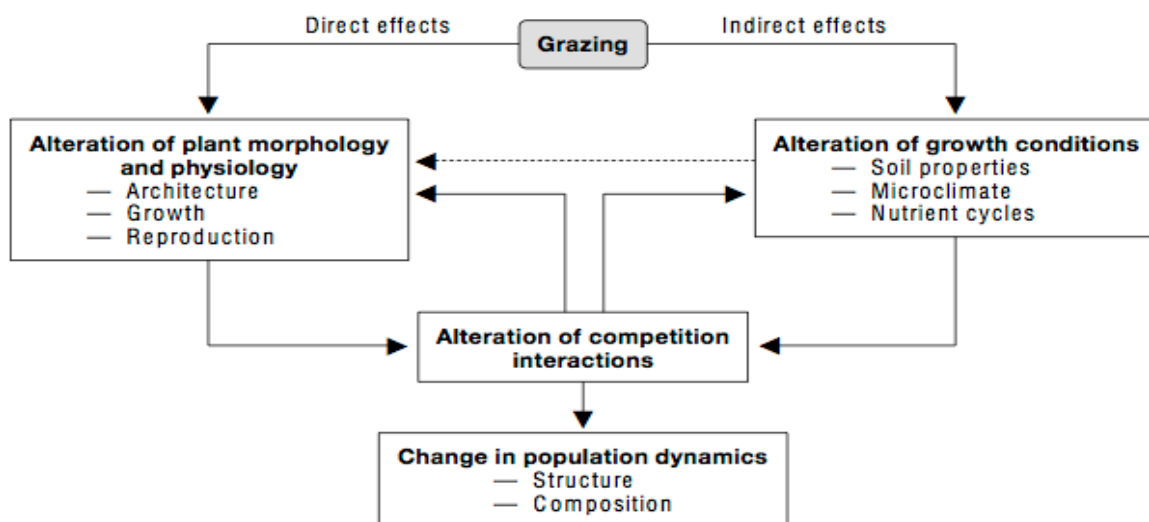 Direct effects
Grazing
Indirect effects
Alteration of plant morphology
and physiology
— Architecture
— Growth
— Reproduction
Alteration of growth conditions
— Soil properties
— Microclimate
— Nutrient cycles
Alteration of competition
interactions
Change in population dynamics
— Structure
— Composition